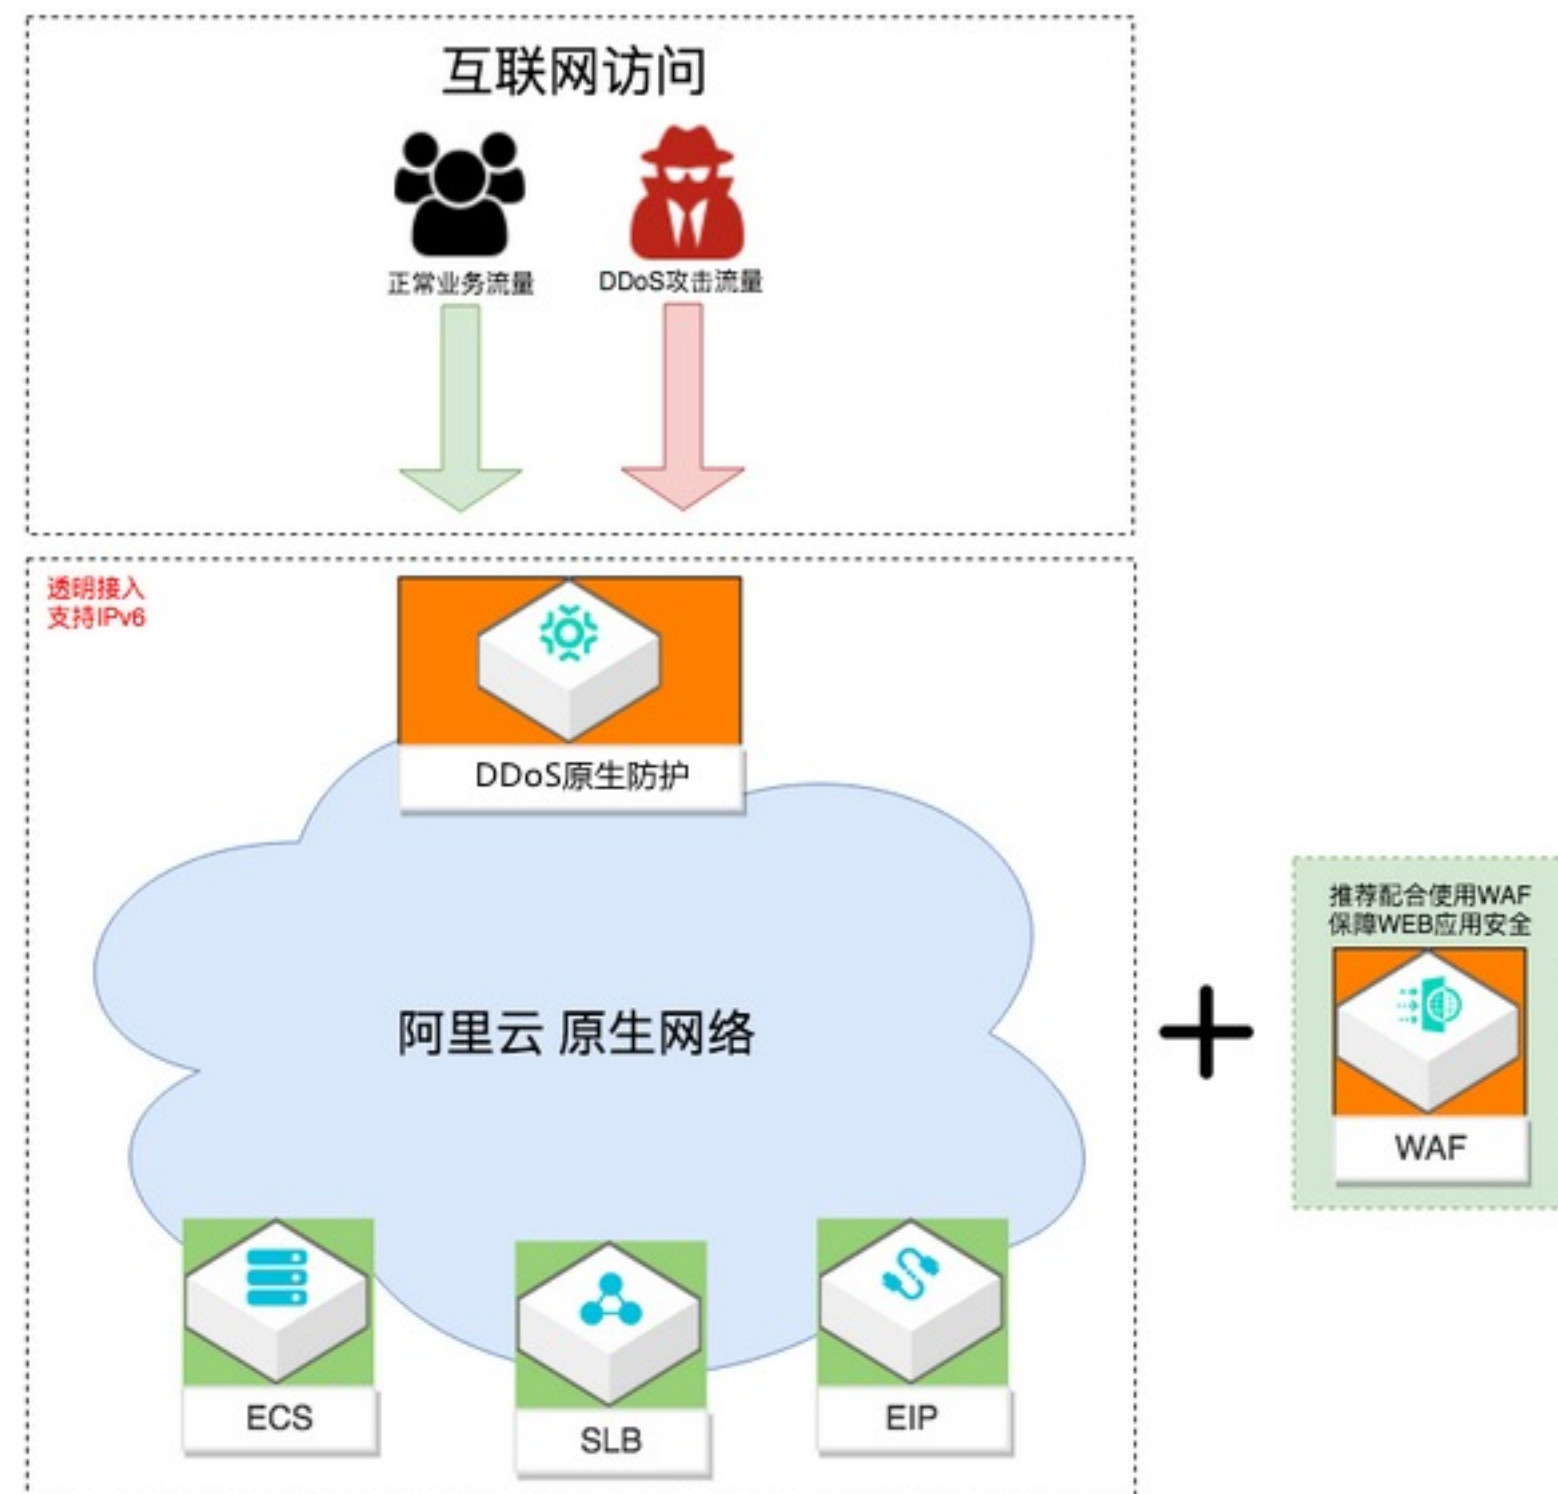 互联网访问
正常业务流量
DDoS攻击流量
透明接入
支持IPv6
DDoS原生防护
阿里云 原生网络
推荐配合使用WAF
保障WEB应用安全
WAF
ECS
SLB
EIP